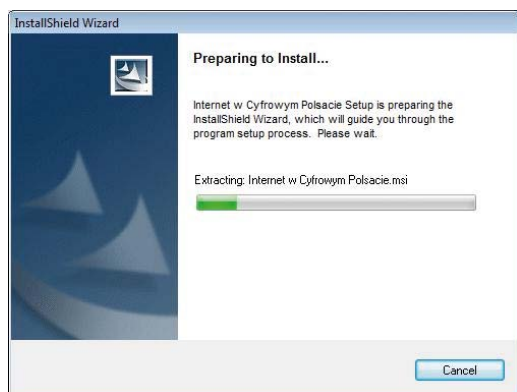 InstallShield Wizard
Preparing to Install...
Internet w Cyfrowym Polsacie Setup is preparing the
InstallShield Wizard, which will guide you through the
program setup process. Please wait.
Extracting: Internet w Cyfrowym Polsacie.msi
Cancel